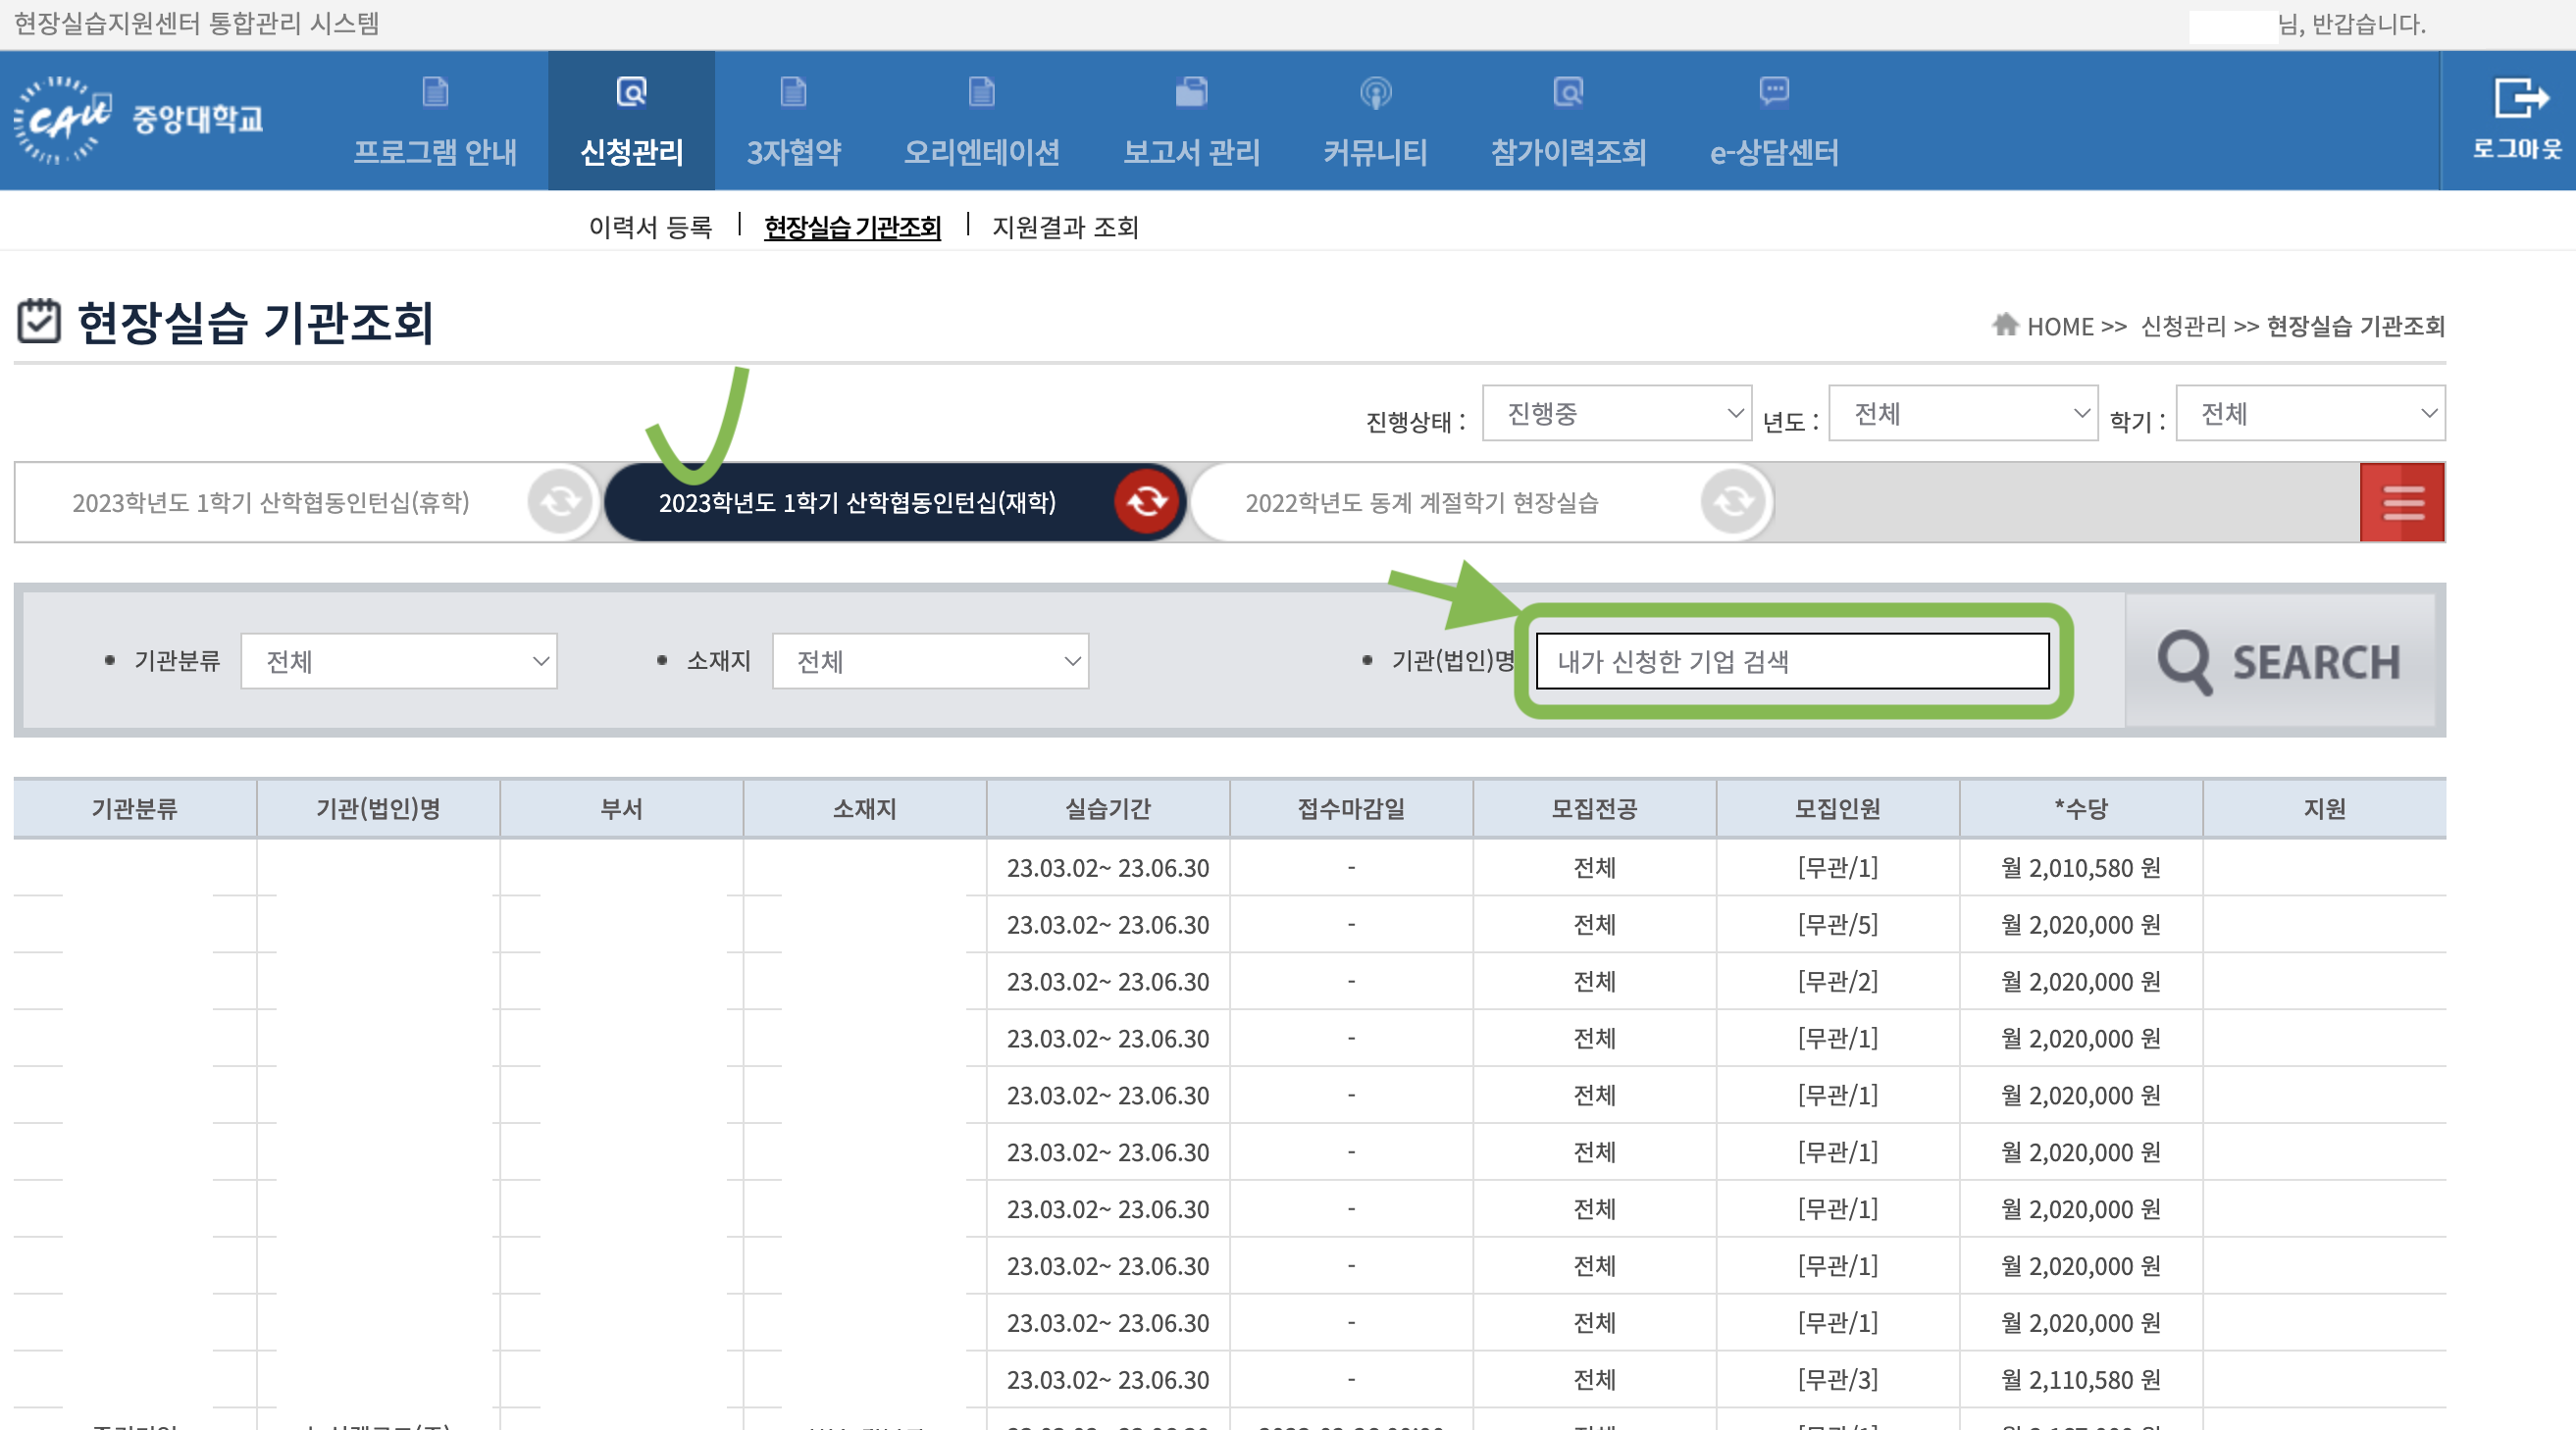 현장실습지원센터 통합관리 시스템
님, 반갑습니다.
CAU 중앙대학교
프로그램 안내
신청관리
3자협약
오리엔테이션
보고서 관리
커뮤니티
참가이력조회
e-상담센터
로그아웃
이력서 등록 | 현장실습 기관조회 | 지원결과 조회
현장실습 기관조회
HOME >> 신청관리 >> 현장실습 기관조회
진행상태 : 진행중 년도 : 전체 학기 : 전체
2023학년도 1학기 산학협동인턴십(휴학) 2023학년도 1학기 산학협동인턴십(재학) 2022학년도 동계 계절학기 현장실습
• 기관분류 전체 • 소재지 전체 • 기관(법인)명 내가 신청한 기업 검색 SEARCH
기관분류 기관(법인)명 부서 소재지 실습기간 접수마감일 모집전공 모집인원 *수당 지원
23.03.02~ 23.06.30 - 전체 [무관/1] 월 2,010,580 원
23.03.02~ 23.06.30 - 전체 [무관/5] 월 2,020,000 원
23.03.02~ 23.06.30 - 전체 [무관/2] 월 2,020,000 원
23.03.02~ 23.06.30 - 전체 [무관/1] 월 2,020,000 원
23.03.02~ 23.06.30 - 전체 [무관/1] 월 2,020,000 원
23.03.02~ 23.06.30 - 전체 [무관/1] 월 2,020,000 원
23.03.02~ 23.06.30 - 전체 [무관/1] 월 2,020,000 원
23.03.02~ 23.06.30 - 전체 [무관/1] 월 2,020,000 원
23.03.02~ 23.06.30 - 전체 [무관/1] 월 2,020,000 원
23.03.02~ 23.06.30 - 전체 [무관/3] 월 2,110,580 원